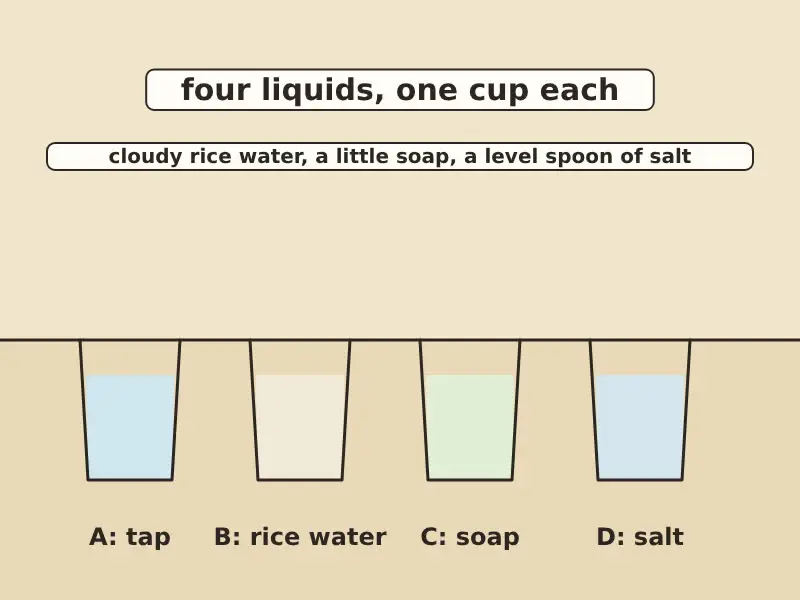 four liquids, one cup each
cloudy rice water, a little soap, a level spoon of salt
A: tap
B: rice water
C: soap
D: salt